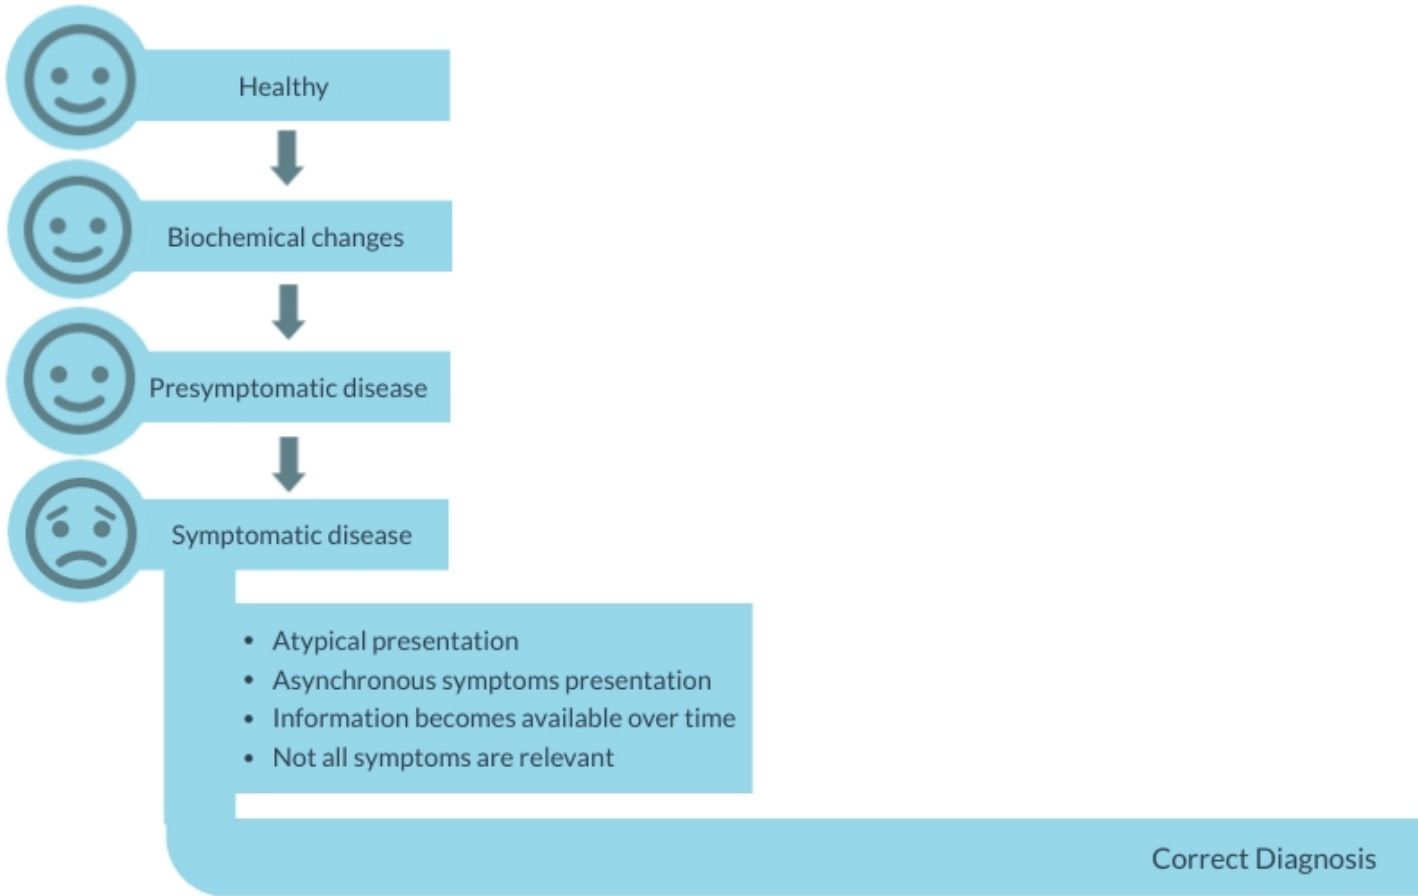 Healthy
Biochemical changes
Presymptomatic disease
Symptomatic disease
• Atypical presentation
• Asynchronous symptoms presentation
• Information becomes available over time
• Not all symptoms are relevant
Correct Diagnosis